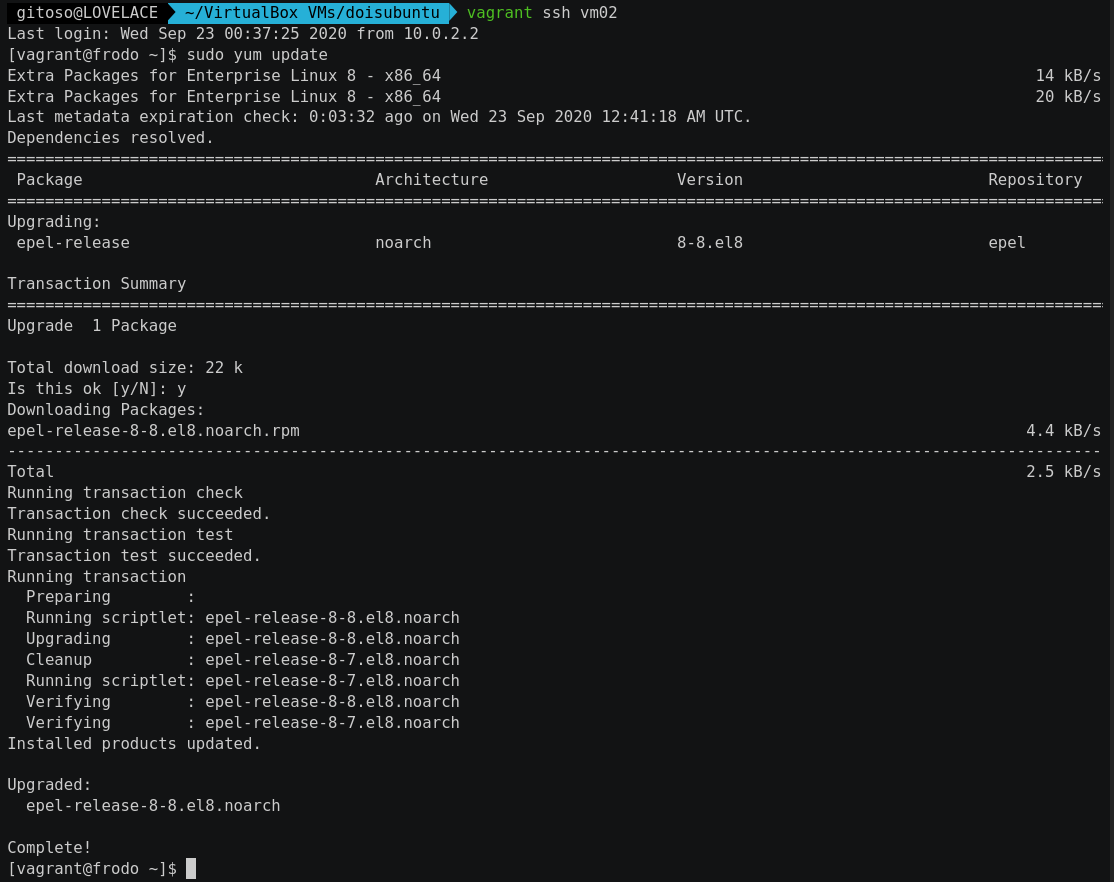 gitoso@LOVELACE ~/VirtualBox VMs/doisubuntu vagrant ssh vm02
Last login: Wed Sep 23 00:37:25 2020 from 10.0.2.2
[vagrant@frodo ~]$ sudo yum update
Extra Packages for Enterprise Linux 8 - x86_64 14 kB/s
Extra Packages for Enterprise Linux 8 - x86_64 20 kB/s
Last metadata expiration check: 0:03:32 ago on Wed 23 Sep 2020 12:41:18 AM UTC.
Dependencies resolved.
================================================================================
Package Architecture Version Repository
================================================================================
Upgrading:
epel-release noarch 8-8.el8 epel
Transaction Summary
================================================================================
Upgrade  1 Package
Total download size: 22 k
Is this ok [y/N]: y
Downloading Packages:
epel-release-8-8.el8.noarch.rpm 4.4 kB/s
--------------------------------------------------------------------------------
Total 2.5 kB/s
Running transaction check
Transaction check succeeded.
Running transaction test
Transaction test succeeded.
Running transaction
Preparing        :
Running scriptlet: epel-release-8-8.el8.noarch
Upgrading        : epel-release-8-8.el8.noarch
Cleanup          : epel-release-8-7.el8.noarch
Running scriptlet: epel-release-8-7.el8.noarch
Verifying        : epel-release-8-8.el8.noarch
Verifying        : epel-release-8-7.el8.noarch
Installed products updated.
Upgraded:
epel-release-8-8.el8.noarch
Complete!
[vagrant@frodo ~]$